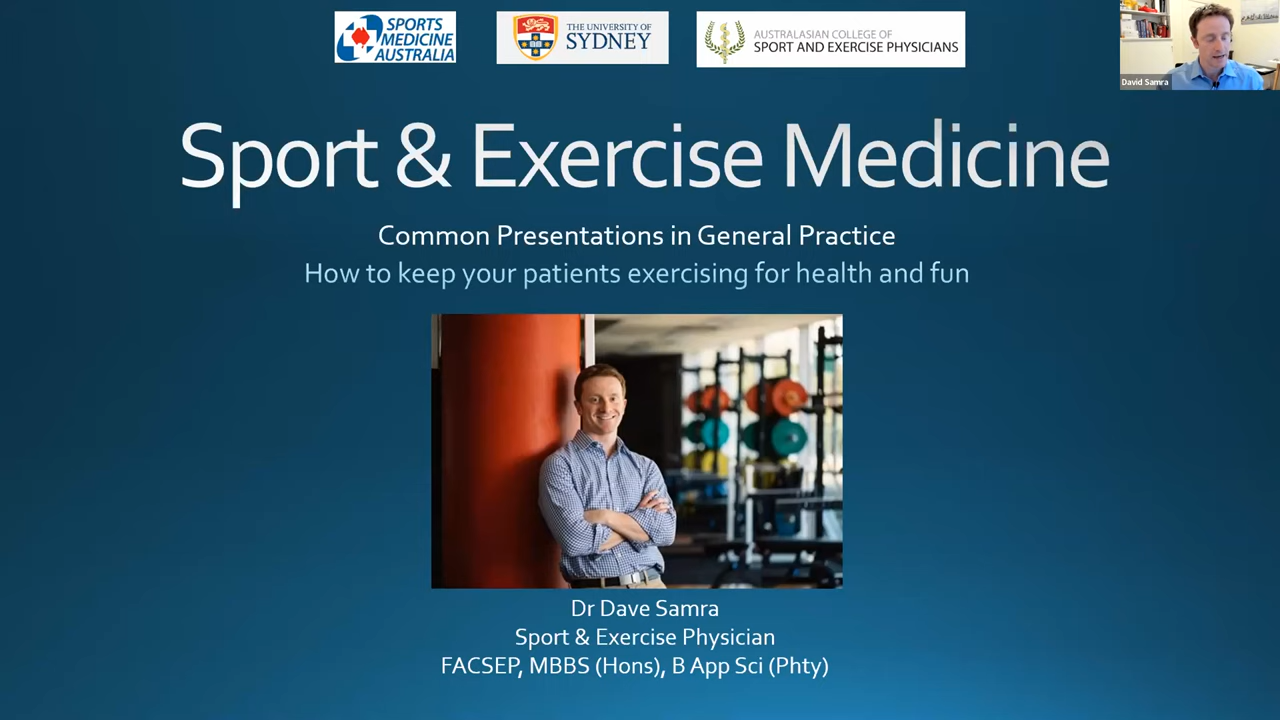 SPORTS
MEDICINE
AUSTRALIA
THE UNIVERSITY OF
SYDNEY
AUSTRALASIAN COLLEGE OF
SPORT AND EXERCISE PHYSICIANS
David Samra
Sport & Exercise Medicine
Common Presentations in General Practice
How to keep your patients exercising for health and fun
Dr Dave Samra
Sport & Exercise Physician
FACSEP, MBBS (Hons), B App Sci (Phty)